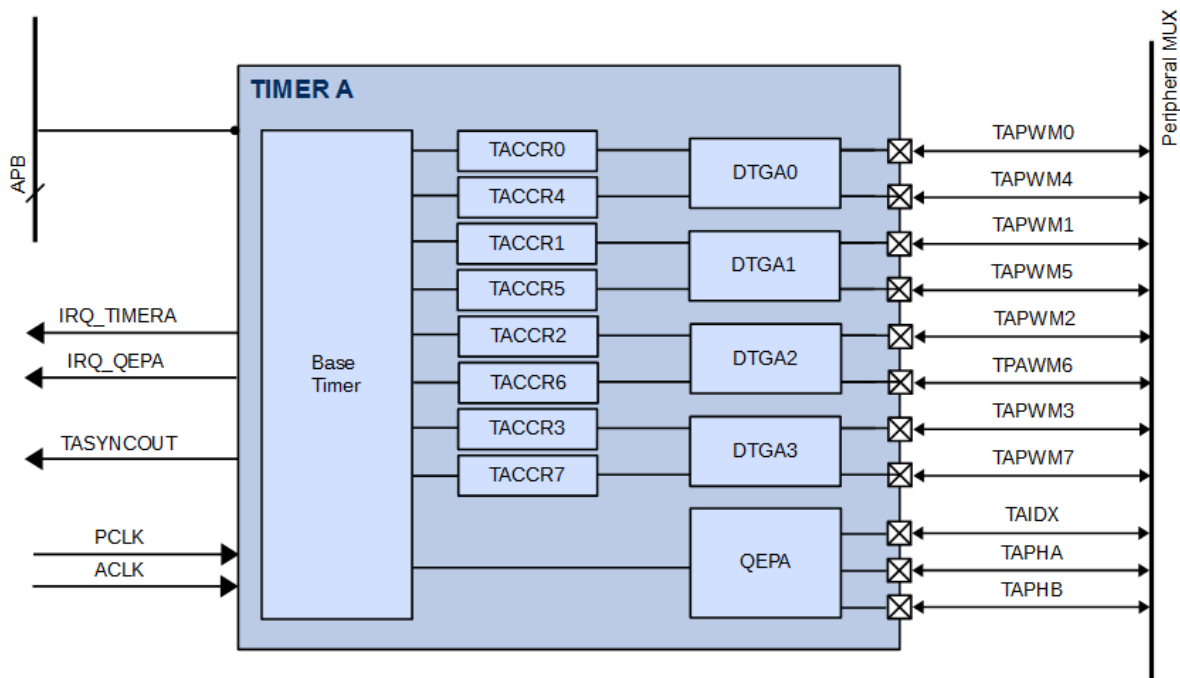 TIMER A
APB
IRQ_TIMERA
IRQ_QEPA
TASYNCOUT
PCLK
ACLK
Base
Timer
TACCR0
TACCR4
TACCR1
TACCR5
TACCR2
TACCR6
TACCR3
TACCR7
DTGA0
DTGA1
DTGA2
DTGA3
QEPA
TAPWM0
TAPWM4
TAPWM1
TAPWM5
TAPWM2
TPAWM6
TAPWM3
TAPWM7
TAIDX
TAPHA
TAPHB
Peripheral MUX